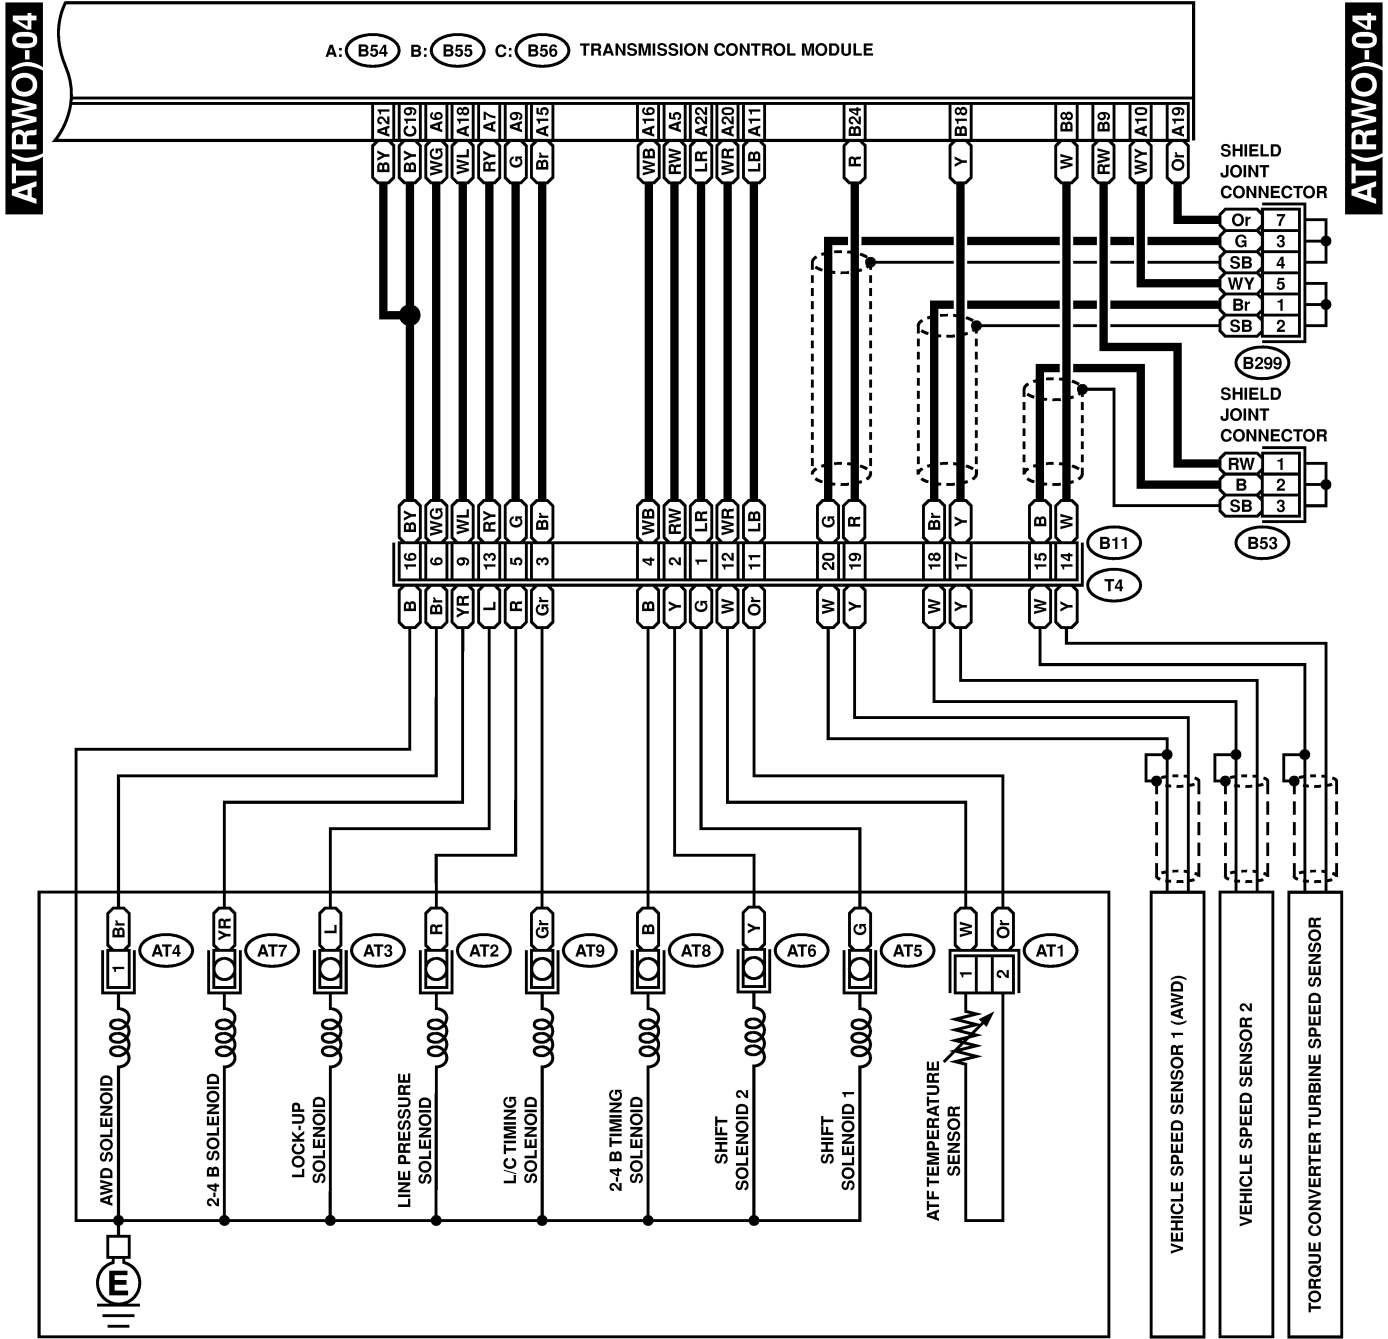 AT(RWO)-04
AT(RWO)-04
A: B54 B: B55 C: B56 TRANSMISSION CONTROL MODULE
A21 C19 A6 A18 A7 A9 A15 A16 A5 A22 A20 A11 B24 B18 B8 B9 A10 A19
BY BY WG WL RY G Br WB RW LR WR LB R Y W RW WY Or
SHIELD
JOINT
CONNECTOR
Or 7
G 3
SB 4
WY 5
Br 1
SB 2
B299
SHIELD
JOINT
CONNECTOR
RW 1
B 2
SB 3
B53
BY WG WL RY G Br WB RW LR WR LB G R Br Y B W
16 6 9 13 5 3 4 2 1 12 11 20 19 18 17 15 14
B11
T4
B Br YR L R Gr B Y G W Or W Y W Y W Y
Br YR L R Gr B Y G W Or
AT4 AT7 AT3 AT2 AT9 AT8 AT6 AT5 AT1
1 1 2
AWD SOLENOID
2-4 B SOLENOID
LOCK-UP
SOLENOID
LINE PRESSURE
SOLENOID
L/C TIMING
SOLENOID
2-4 B TIMING
SOLENOID
SHIFT
SOLENOID 2
SHIFT
SOLENOID 1
ATF TEMPERATURE
SENSOR
VEHICLE SPEED SENSOR 1 (AWD)
VEHICLE SPEED SENSOR 2
TORQUE CONVERTER TURBINE SPEED SENSOR
E